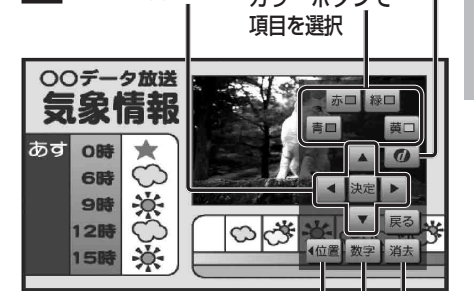 カラーボタンで
項目を選択
〇〇データ放送
気象情報
あす
0時
6時
9時
12時
15時
赤 緑
青 黄
d
決定
戻る
位置 数字 消去